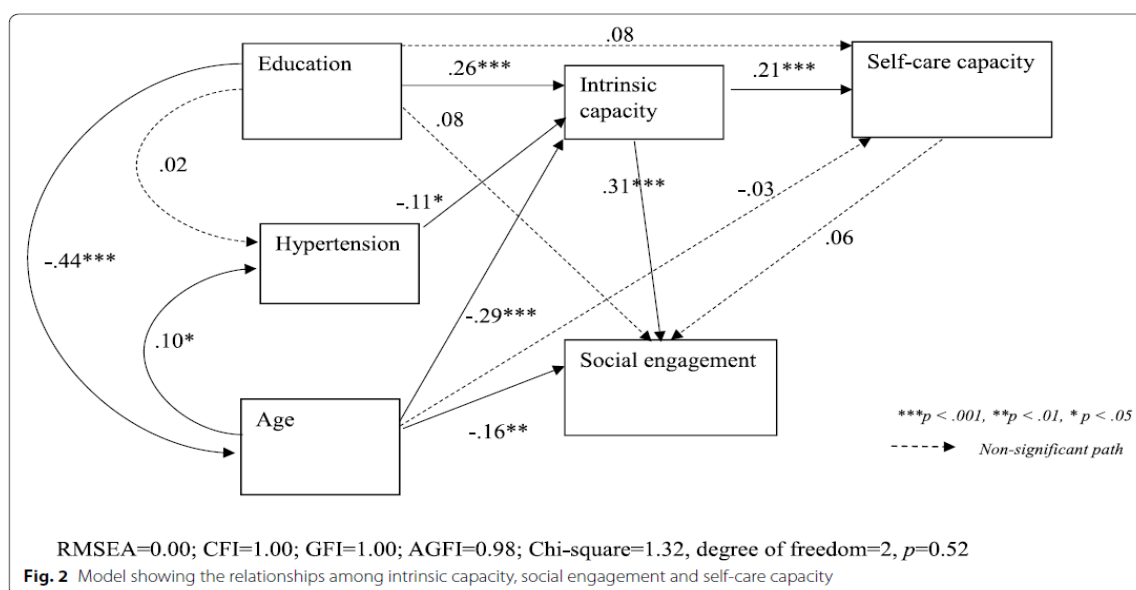 .08
Education
.26***
Intrinsic
capacity
.21***
Self-care capacity
.08
.02
-.11*
.31***
-.03
Hypertension
.06
-.44***
-.29***
.10*
Social engagement
Age
-.16**
***p < .001, **p < .01, * p < .05
Non-significant path
RMSEA=0.00; CFI=1.00; GFI=1.00; AGFI=0.98; Chi-square=1.32, degree of freedom=2, p=0.52
Fig. 2 Model showing the relationships among intrinsic capacity, social engagement and self-care capacity